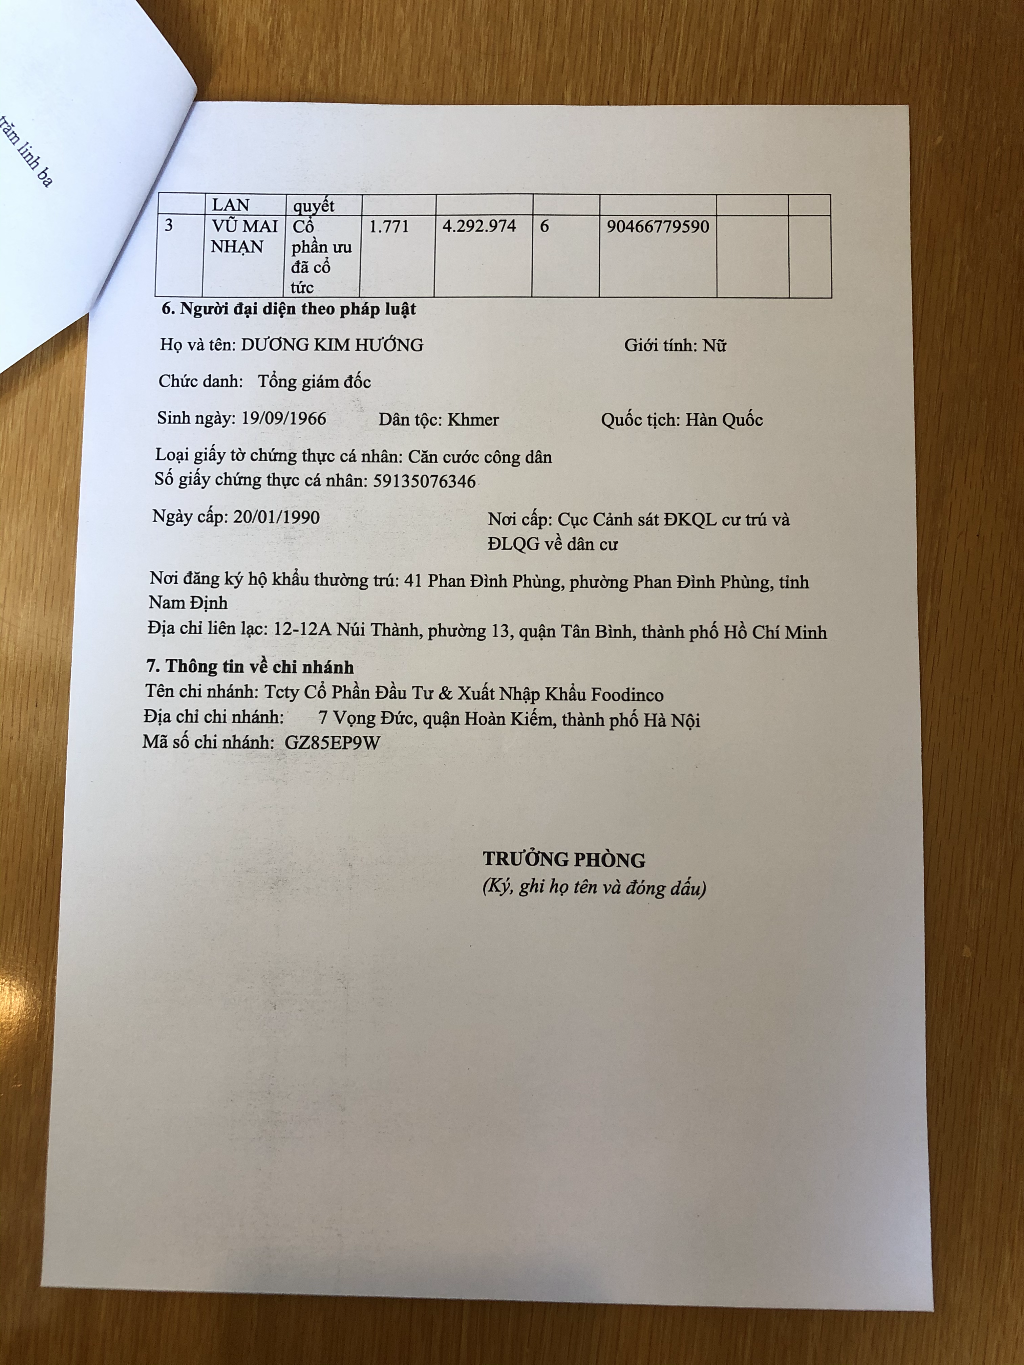 trăm linh ba
LAN quyết
3 VŨ MAI Cổ 1.771 4.292.974 6 90466779590
NHẠN phần ưu
đã cổ
tức
6. Người đại diện theo pháp luật
Họ và tên: DƯƠNG KIM HƯỚNG Giới tính: Nữ
Chức danh: Tổng giám đốc
Sinh ngày: 19/09/1966 Dân tộc: Khmer Quốc tịch: Hàn Quốc
Loại giấy tờ chứng thực cá nhân: Căn cước công dân
Số giấy chứng thực cá nhân: 59135076346
Ngày cấp: 20/01/1990 Nơi cấp: Cục Cảnh sát ĐKQL cư trú và
ĐLQG về dân cư
Nơi đăng ký hộ khẩu thường trú: 41 Phan Đình Phùng, phường Phan Đình Phùng, tỉnh
Nam Định
Địa chỉ liên lạc: 12-12A Núi Thành, phường 13, quận Tân Bình, thành phố Hồ Chí Minh
7. Thông tin về chi nhánh
Tên chi nhánh: Tcty Cổ Phần Đầu Tư & Xuất Nhập Khẩu Foodinco
Địa chỉ chi nhánh: 7 Vọng Đức, quận Hoàn Kiếm, thành phố Hà Nội
Mã số chi nhánh: GZ85EP9W
TRƯỞNG PHÒNG
(Ký, ghi họ tên và đóng dấu)